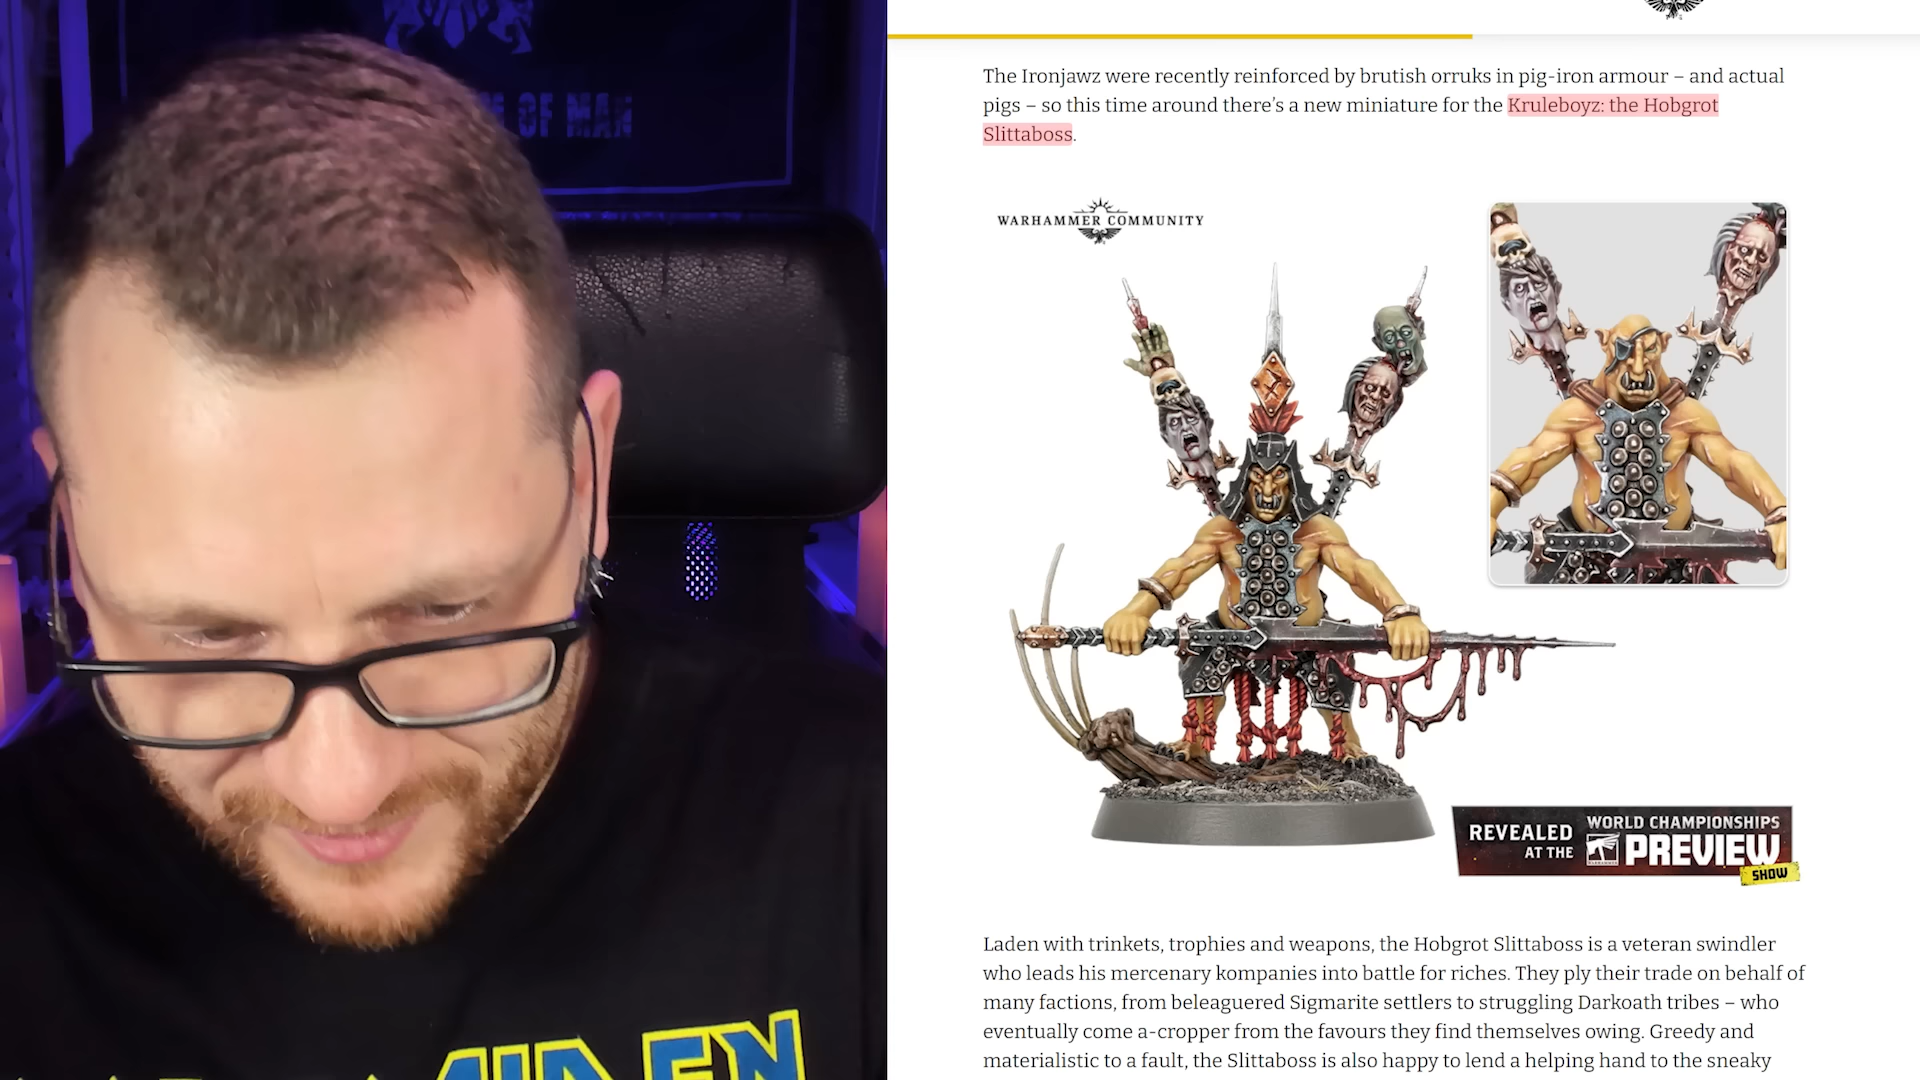 OF MAN
MAIDEN
The Ironjawz were recently reinforced by brutish orruks in pig-iron armour – and actual
pigs – so this time around there's a new miniature for the Kruleboyz: the Hobgrot
Slittaboss.
WARHAMMER COMMUNITY
REVEALED
AT THE
WORLD CHAMPIONSHIPS
PREVIEW
SHOW
Laden with trinkets, trophies and weapons, the Hobgrot Slittaboss is a veteran swindler
who leads his mercenary kompanies into battle for riches. They ply their trade on behalf of
many factions, from beleaguered Sigmarite settlers to struggling Darkoath tribes – who
eventually come a-cropper from the favours they find themselves owing. Greedy and
materialistic to a fault, the Slittaboss is also happy to lend a helping hand to the sneaky